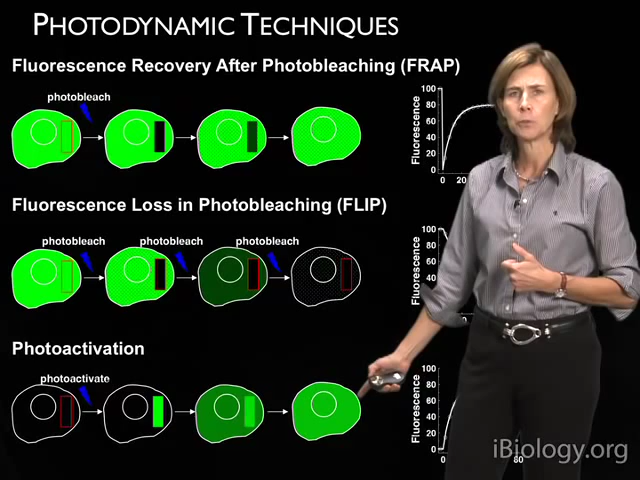 PHOTODYNAMIC TECHNIQUES
Fluorescence Recovery After Photobleaching (FRAP)
photobleach
Fluorescence
100
80
60
40
20
0
0 20
Fluorescence Loss in Photobleaching (FLIP)
photobleach photobleach photobleach
100
80
60
40
Photoactivation
photoactivate
Fluorescence
100
80
60
40
20
0
0 80
iBiology.org